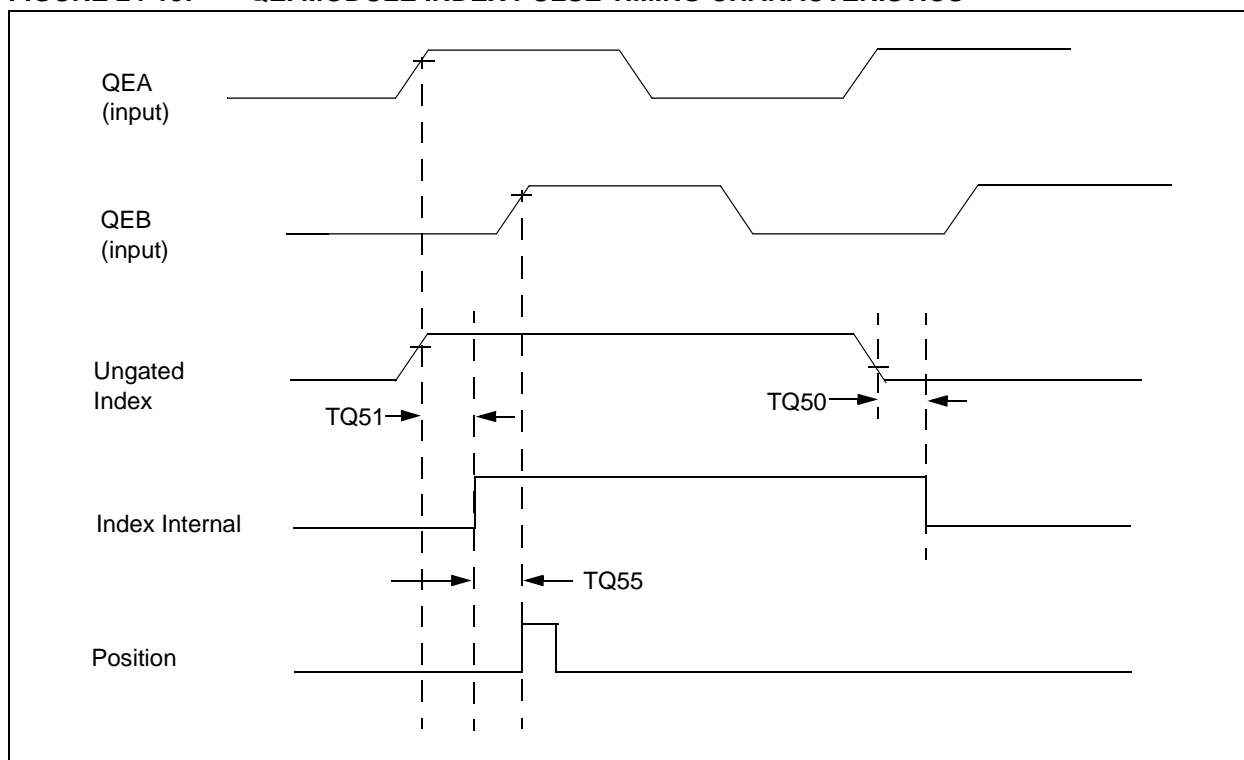 QEA
(input)
QEB
(input)
Ungated
Index
TQ51
TQ50
Index Internal
TQ55
Position